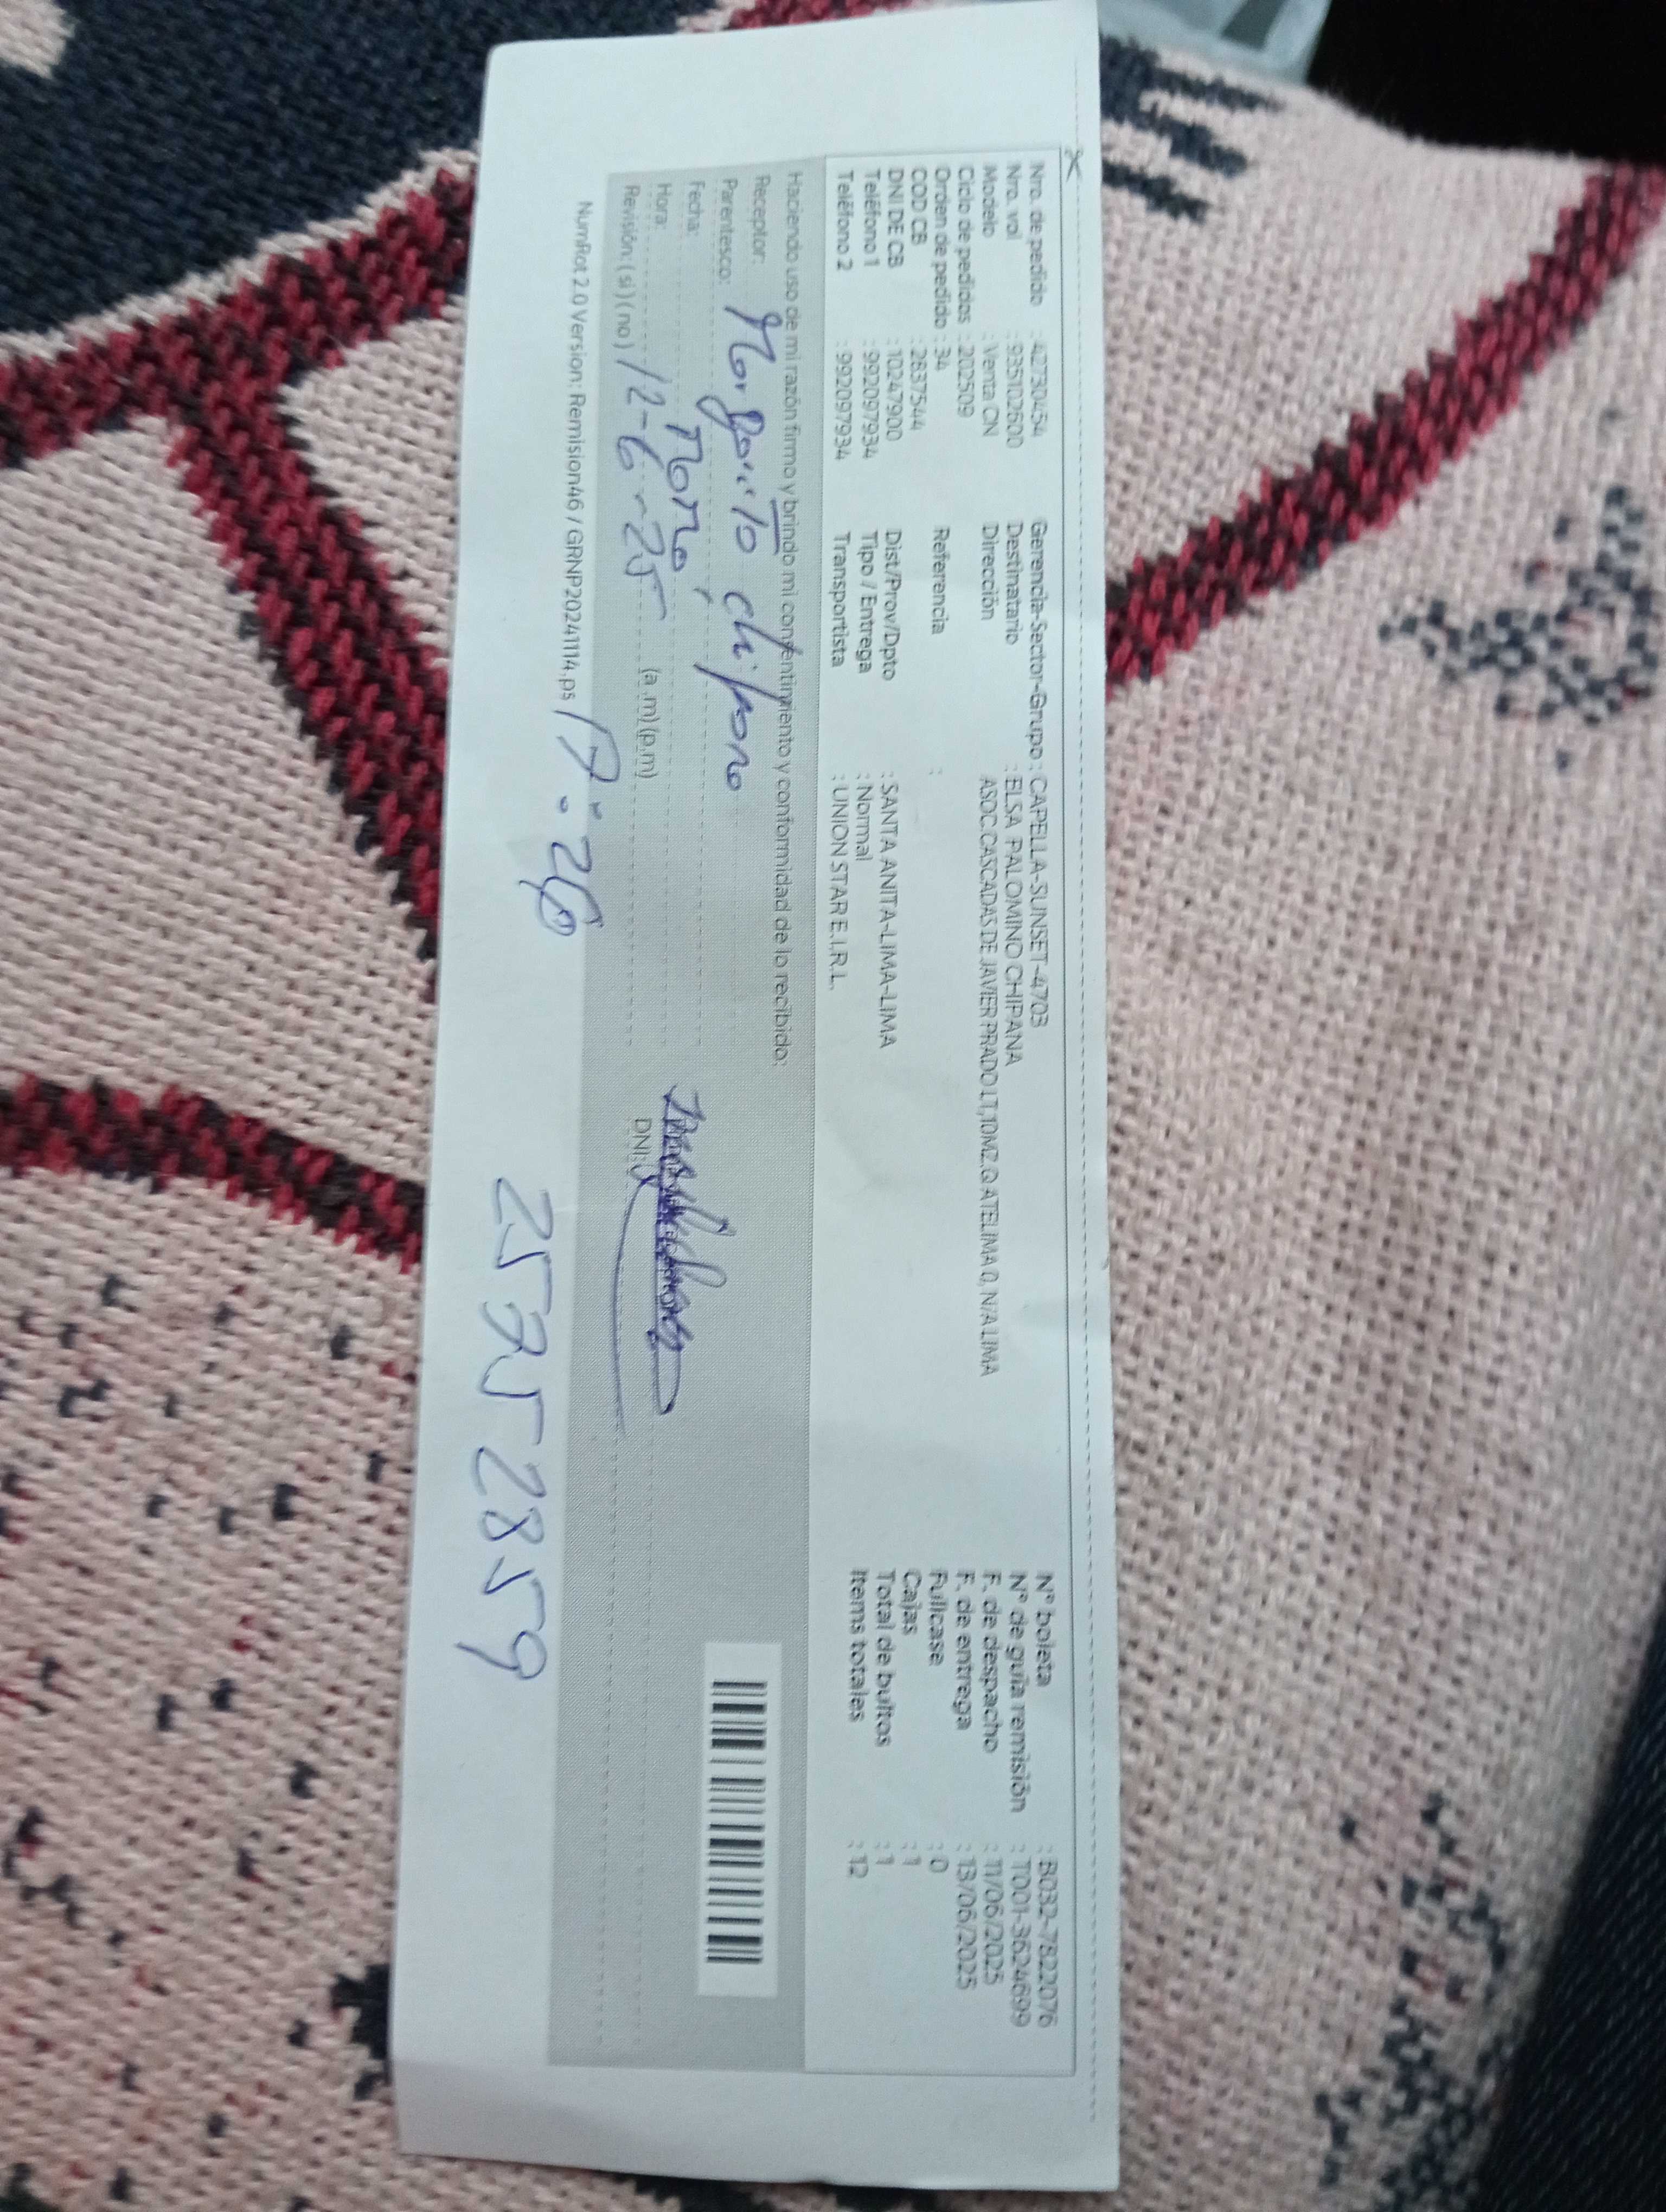 Nro. de pedido : 42730454
Nro. vol : 935102600
Modelo : Venta CN
Ciclo de pedidos : 202509
Orden de pedido : 34
COD CB : 2637544
DNI DE CB : 10247900
Teléfono 1 : 992097934
Teléfono 2 : 992097934
Gerencia-Sector-Grupo : CAPELLA-SUNSET-4703
Destinatario : ELSA PALOMINO CHIPANA
Dirección ASOC.CASCADAS DE JAVIER PRADO LT,10MZ.Q ATELIMA 0, N/A LIMA
Referencia :
Dist/Prov/Dpto : SANTA ANITA-LIMA-LIMA
Tipo / Entrega : Normal
Transportista : UNION STAR E.I.R.L.
N° boleta : B032-7822076
N° de guía remisión : T001-3624699
F. de despacho : 11/06/2025
F. de entrega : 13/06/2025
Fullcase : 0
Cajas : 1
Total de bultos : 1
Items totales : 12
Haciendo uso de mi razón firmo y brindo mi consentimiento y conformidad de lo recibido:
Receptor: Margarita chipana
Parentesco: mama
Fecha: 12-6-25
Hora: (a.m)(p.m) 17:26
Revisión: (si) (no)
DNI: 25752859
NumRot 2.0 Version: Remision46 / GRNP20241114.ps